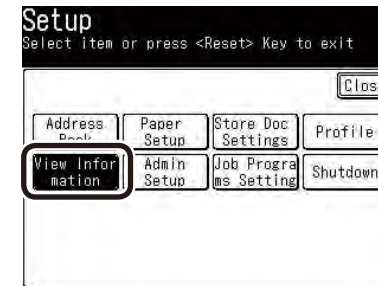 Setup
Select item or press <Reset> Key to exit
Clos
Address
Book
Paper
Setup
Store Doc
Settings
Profile
View Infor
mation
Admin
Setup
Job Progra
ms Setting
Shutdown